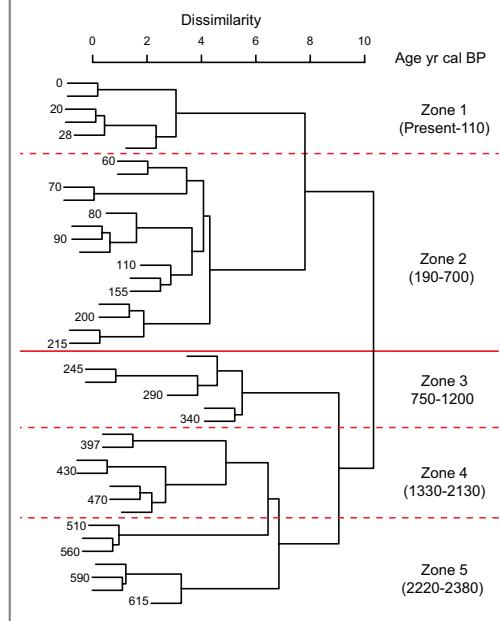 Dissimilarity
0 2 4 6 8 10
Age yr cal BP
0
20
28
Zone 1
(Present-110)
60
70
80
90
110
155
200
215
Zone 2
(190-700)
245
290
340
Zone 3
750-1200
397
430
470
Zone 4
(1330-2130)
510
560
590
615
Zone 5
(2220-2380)